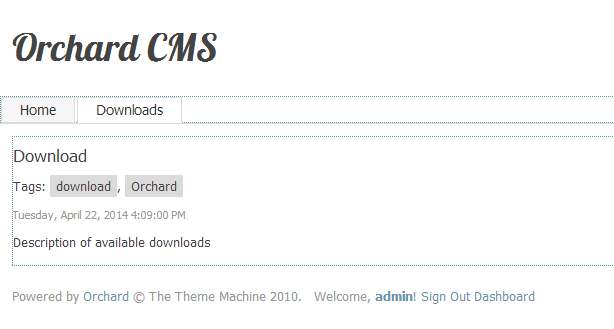 Orchard CMS
Home Downloads
Download
Tags: download, Orchard
Tuesday, April 22, 2014 4:09:00 PM
Description of available downloads
Powered by Orchard © The Theme Machine 2010. Welcome, admin! Sign Out Dashboard